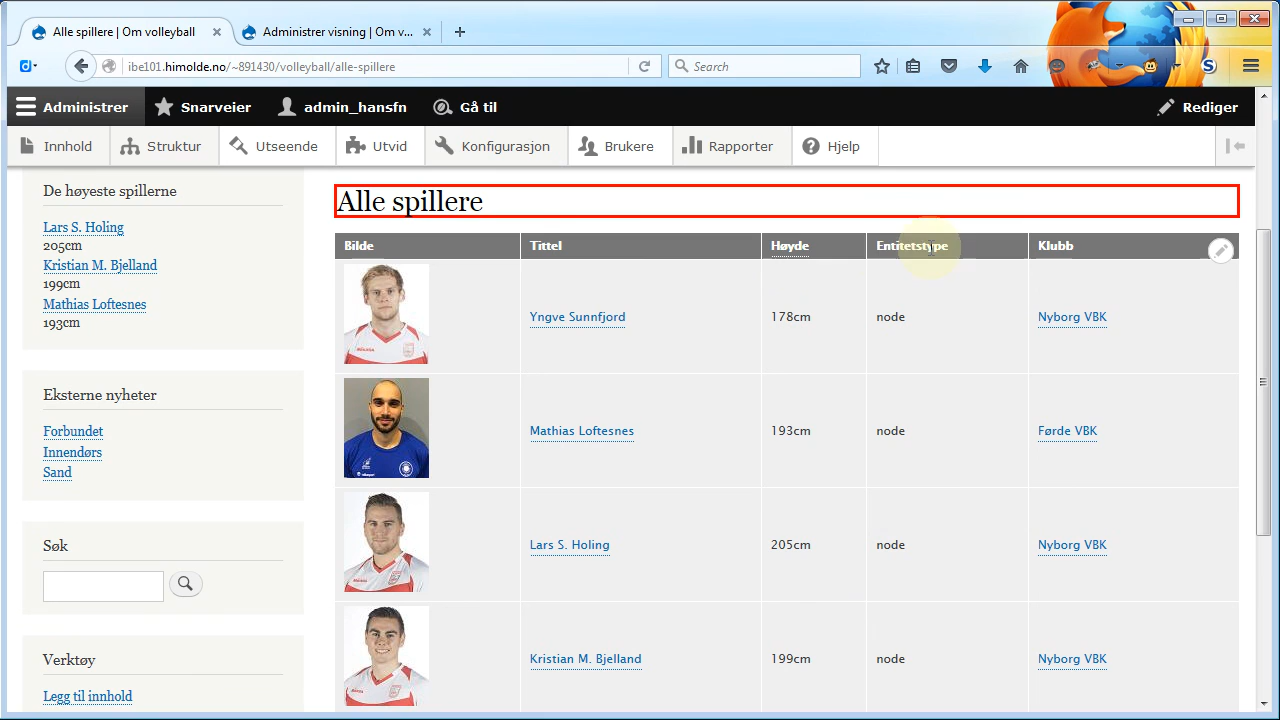 Alle spillere | Om volleyball
Administrer visning | Om v...
ibe101.himolde.no/~891430/volleyball/alle-spillere
Search
Administrer
Snarveier
admin_hansfn
Gå til
Rediger
Innhold
Struktur
Utseende
Utvid
Konfigurasjon
Brukere
Rapporter
Hjelp
De høyeste spillerne
Lars S. Holing
205cm
Kristian M. Bjelland
199cm
Mathias Loftesnes
193cm
Eksterne nyheter
Forbundet
Innendørs
Sand
Søk
Verktøy
Legg til innhold
Alle spillere
Bilde Tittel Høyde Entitetstype Klubb
Yngve Sunnfjord 178cm node Nyborg VBK
Mathias Loftesnes 193cm node Førde VBK
Lars S. Holing 205cm node Nyborg VBK
Kristian M. Bjelland 199cm node Nyborg VBK